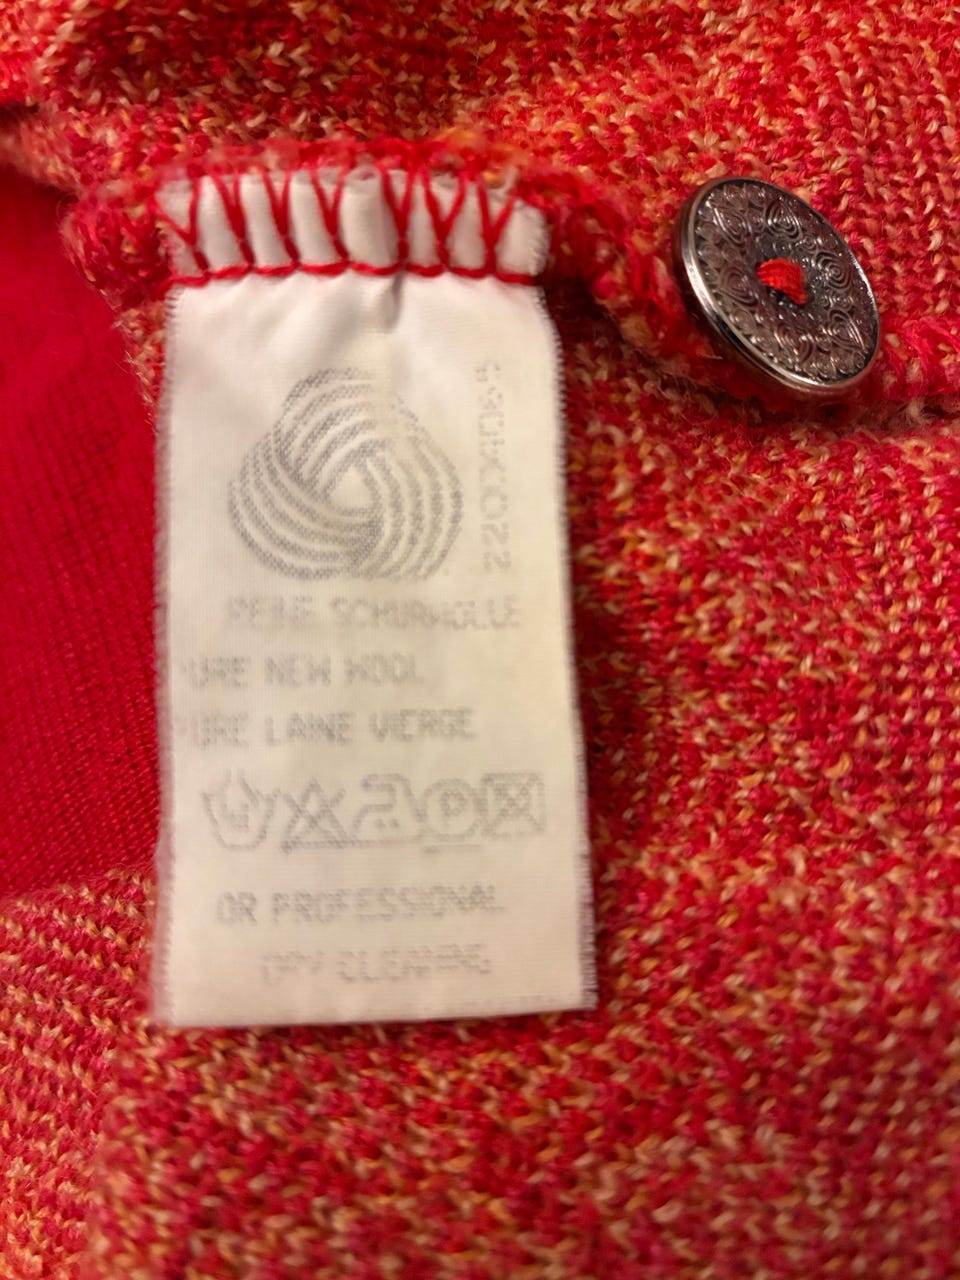 REINE SCHURWOLLE
URE NEW WOOL
URE LAINE VIERGE
P
OR PROFESSIONAL
DRY CLEANING